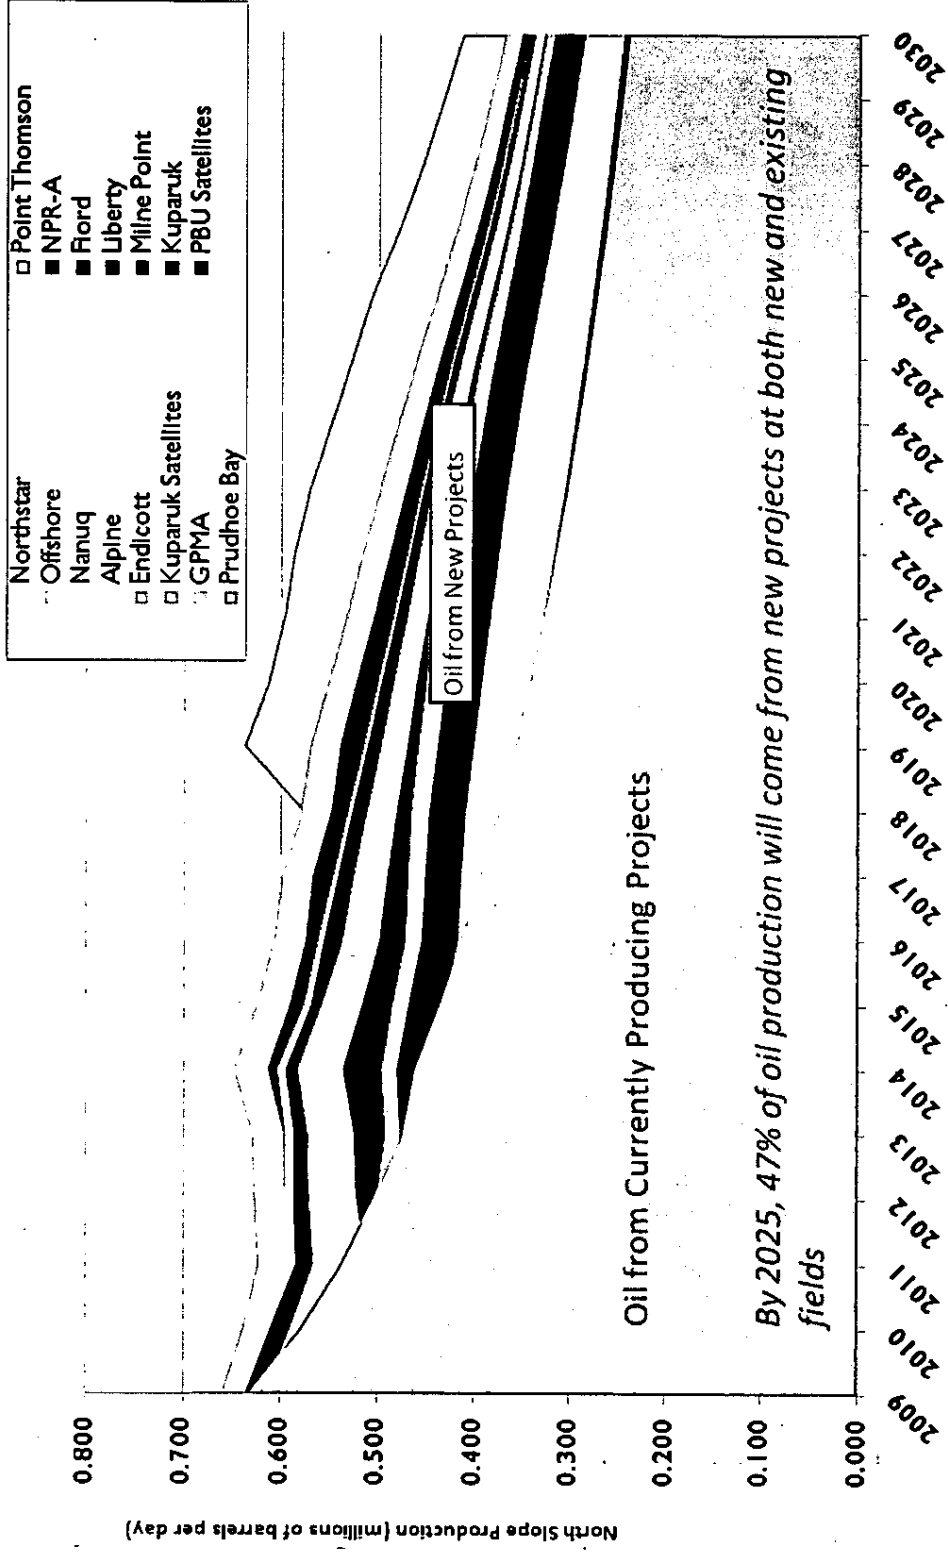 Northstar
Offshore
Nanuq
Alpine
Endicott
Kuparuk Satellites
GPMA
Prudhoe Bay
Point Thomson
NPR-A
Fiord
Liberty
Milne Point
Kuparuk
PBU Satellites
North Slope Production (millions of barrels per day)
0.800
0.700
0.600
0.500
0.400
0.300
0.200
0.100
0.000
Oil from New Projects
Oil from Currently Producing Projects
By 2025, 47% of oil production will come from new projects at both new and existing
fields
2009
2010
2011
2012
2013
2014
2015
2016
2017
2018
2019
2020
2021
2022
2023
2024
2025
2026
2027
2028
2029
2030